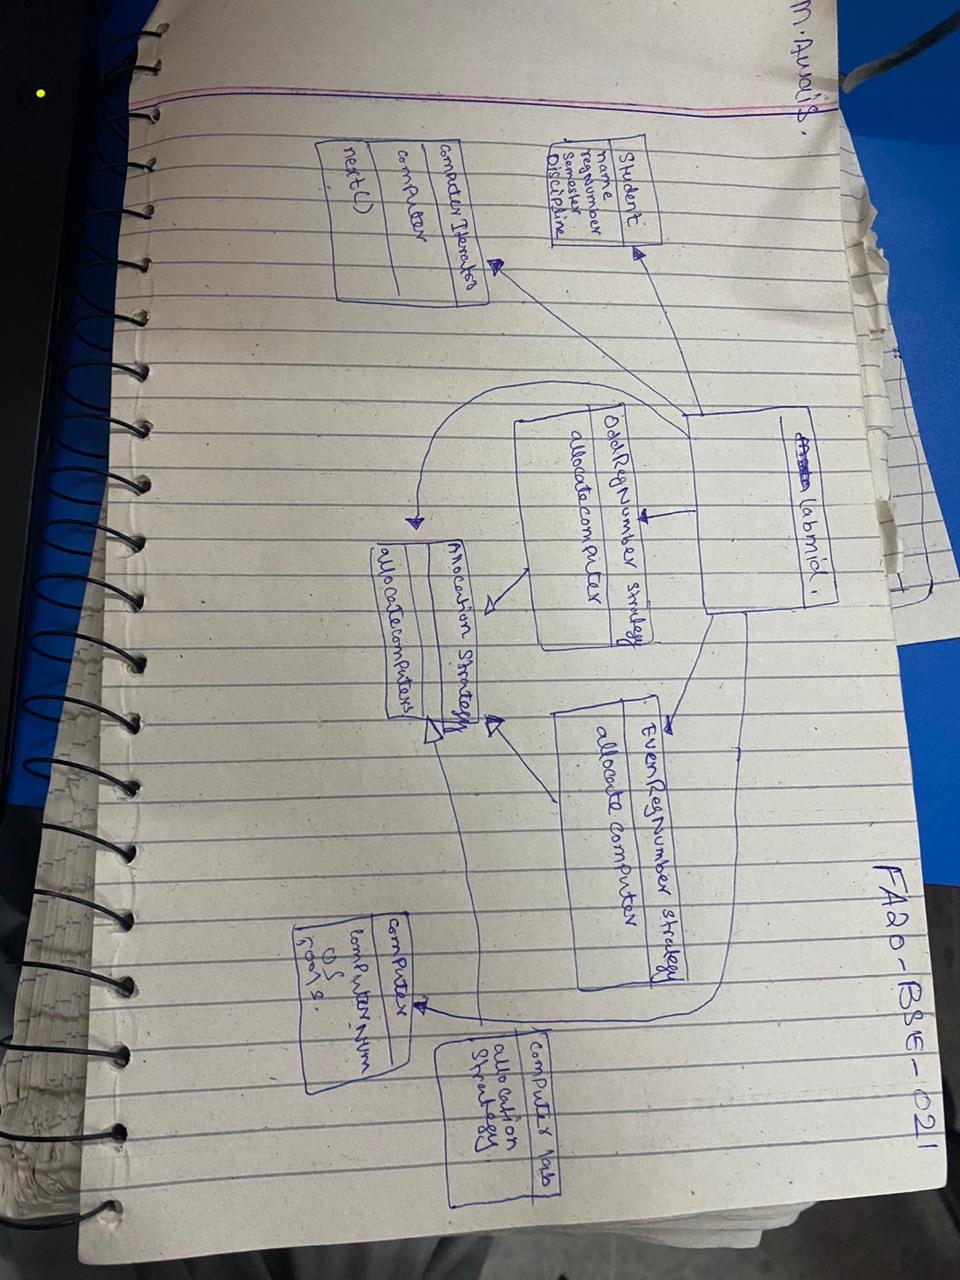 FA20-BSE-021
M.Awais.
labmid.
Student
name
regNumber
Semester
Discipline
OddRegNumber strategy
allocatecomputer
EvenRegNumber strategy
allocate computer
computer lab
allocation
strategy
computerIterator
computer
next()
Allocation Strategy
allocatecomputers
computer
computerNum
OS
Tools.